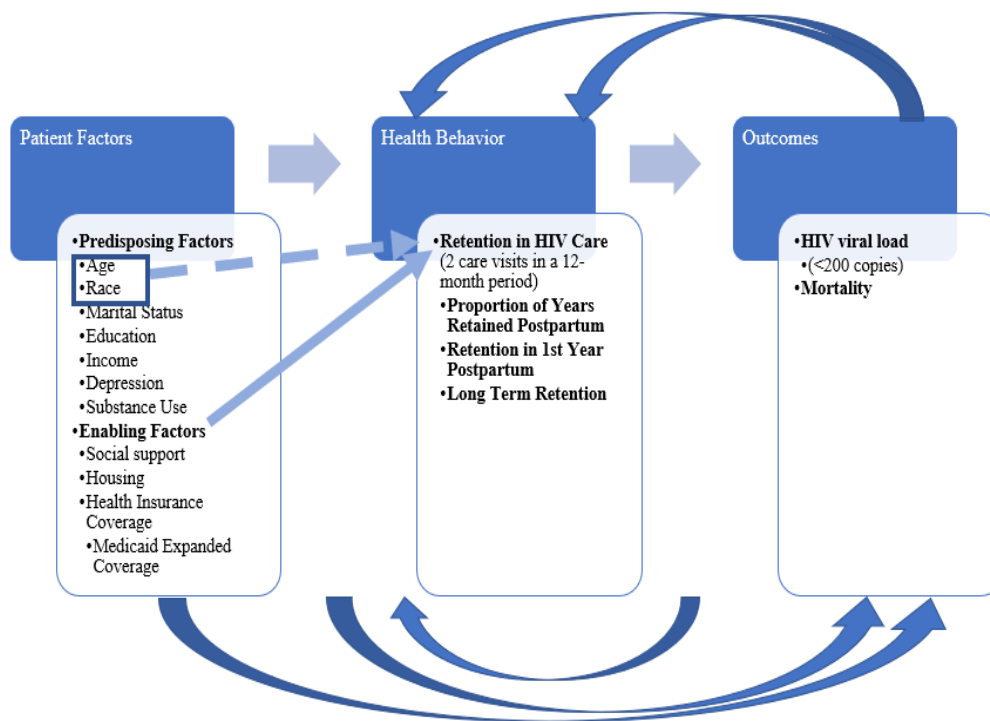 Patient Factors
•Predisposing Factors
•Age
•Race
•Marital Status
•Education
•Income
•Depression
•Substance Use
•Enabling Factors
•Social support
•Housing
•Health Insurance
Coverage
•Medicaid Expanded
Coverage
Health Behavior
•Retention in HIV Care
(2 care visits in a 12-
month period)
•Proportion of Years
Retained Postpartum
•Retention in 1st Year
Postpartum
•Long Term Retention
Outcomes
•HIV viral load
•(<200 copies)
•Mortality